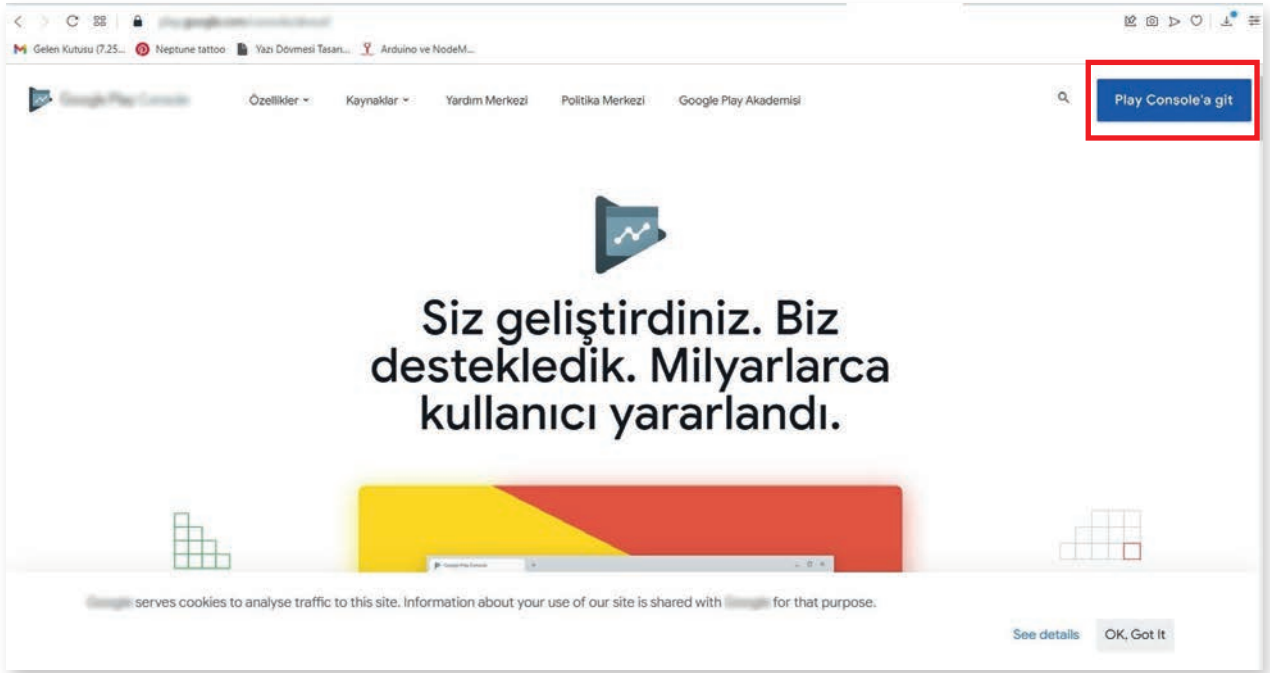 Gelen Kutusu (7.25... Neptune tattoo Yazı Dövmesi Tasarı... Arduino ve NodeM...
Özellikler Kaynaklar Yardım Merkezi Politika Merkezi Google Play Akademisi Play Console'a git
Siz geliştirdiniz. Biz
destekledik. Milyarlarca
kullanıcı yararlandı.
Google Play Console
serves cookies to analyse traffic to this site. Information about your use of our site is shared with for that purpose.
See details OK, Got It